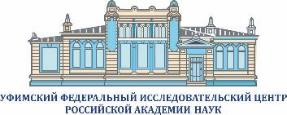 УФИМСКИЙ ФЕДЕРАЛЬНЫЙ ИССЛЕДОВАТЕЛЬСКИЙ ЦЕНТР
РОССИЙСКОЙ АКАДЕМИИ НАУК